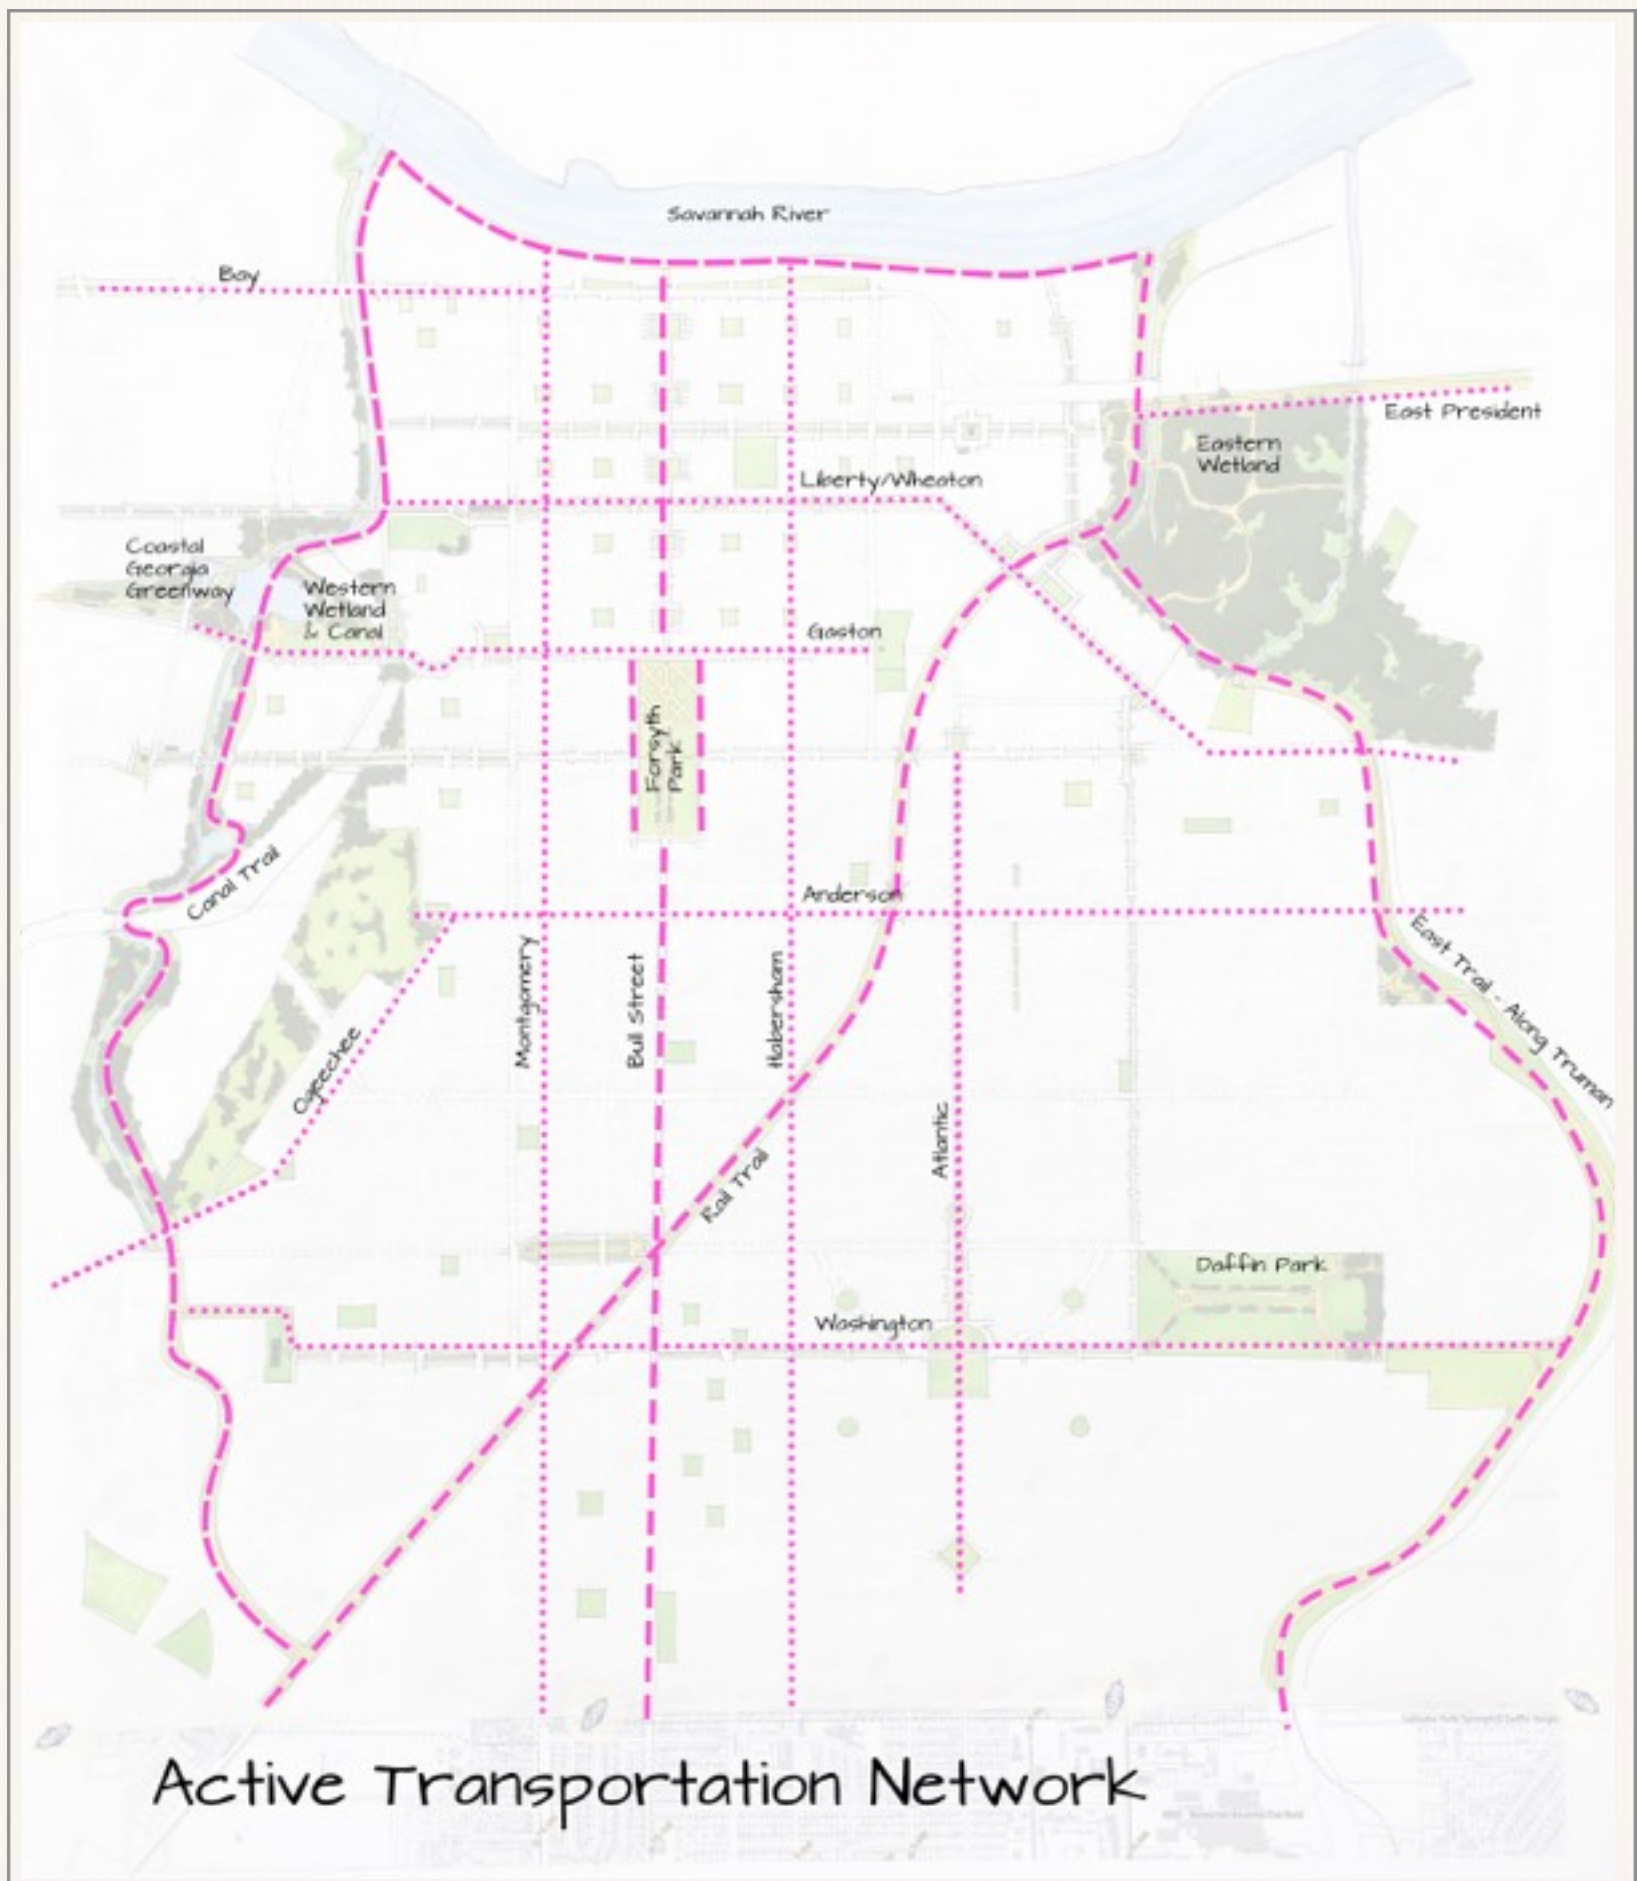 Savannah River
Bay
East President
Eastern
Wetland
Liberty/Wheaton
Coastal
Georgia
Greenway
Western
Wetland
& Canal
Gaston
Forsyth
Park
Canal Trail
Anderson
East Trail - Along Truman
Montgomery
Bull Street
Habersham
Ogeechee
Atlantic
Rail Trail
Daffin Park
Washington
Active Transportation Network